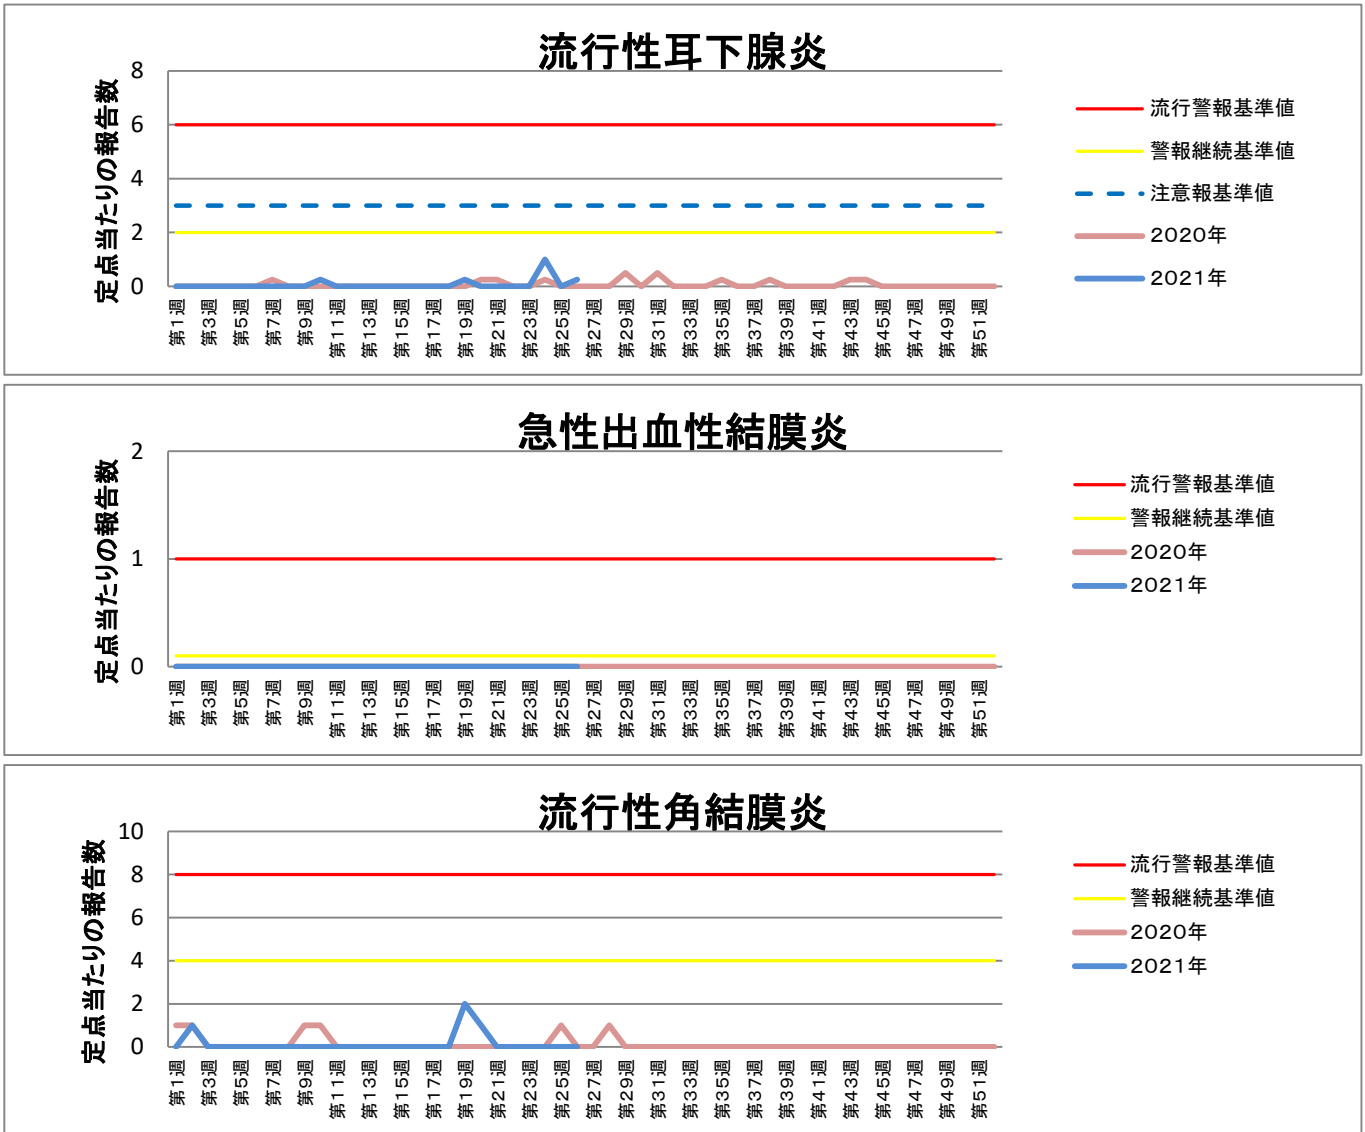 流行性耳下腺炎
定点当たりの報告数
8
6
4
2
0
第1週 第3週 第5週 第7週 第9週 第11週 第13週 第15週 第17週 第19週 第21週 第23週 第25週 第27週 第29週 第31週 第33週 第35週 第37週 第39週 第41週 第43週 第45週 第47週 第49週 第51週
流行警報基準値
警報継続基準値
注意報基準値
2020年
2021年
急性出血性結膜炎
定点当たりの報告数
2
1
0
第1週 第3週 第5週 第7週 第9週 第11週 第13週 第15週 第17週 第19週 第21週 第23週 第25週 第27週 第29週 第31週 第33週 第35週 第37週 第39週 第41週 第43週 第45週 第47週 第49週 第51週
流行警報基準値
警報継続基準値
2020年
2021年
流行性角結膜炎
定点当たりの報告数
10
8
6
4
2
0
第1週 第3週 第5週 第7週 第9週 第11週 第13週 第15週 第17週 第19週 第21週 第23週 第25週 第27週 第29週 第31週 第33週 第35週 第37週 第39週 第41週 第43週 第45週 第47週 第49週 第51週
流行警報基準値
警報継続基準値
2020年
2021年